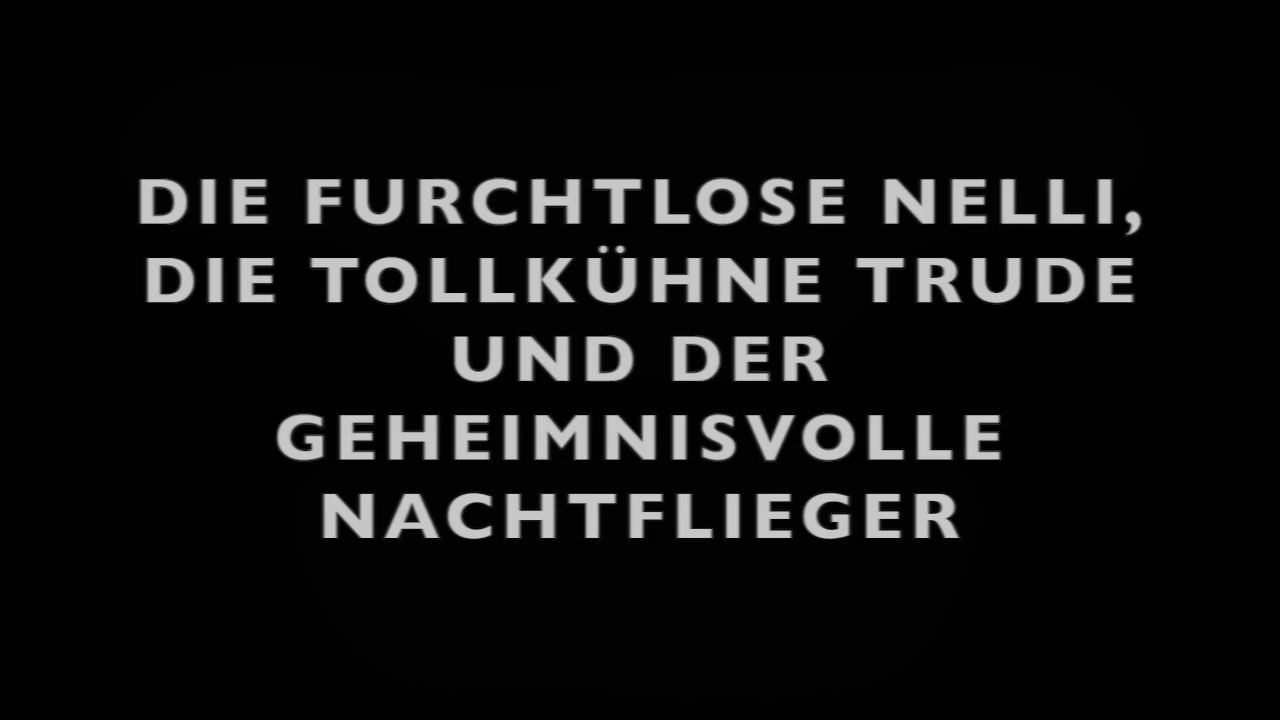 DIE FURCHTLOSE NELLI,
DIE TOLLKÜHNE TRUDE
UND DER
GEHEIMNISVOLLE
NACHTFLIEGER